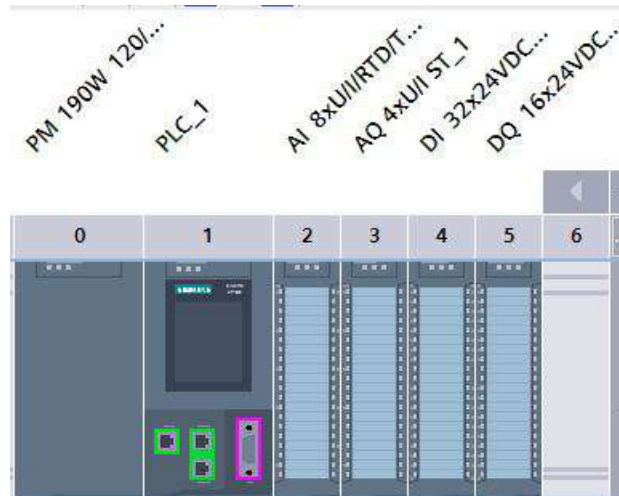 PM 190W 120/...
PLC_1
AI 8xU/I/RTD/T...
AQ 4xU/I ST_1
DI 32x24VDC...
DQ 16x24VDC...
0 1 2 3 4 5 6
SIEMENS